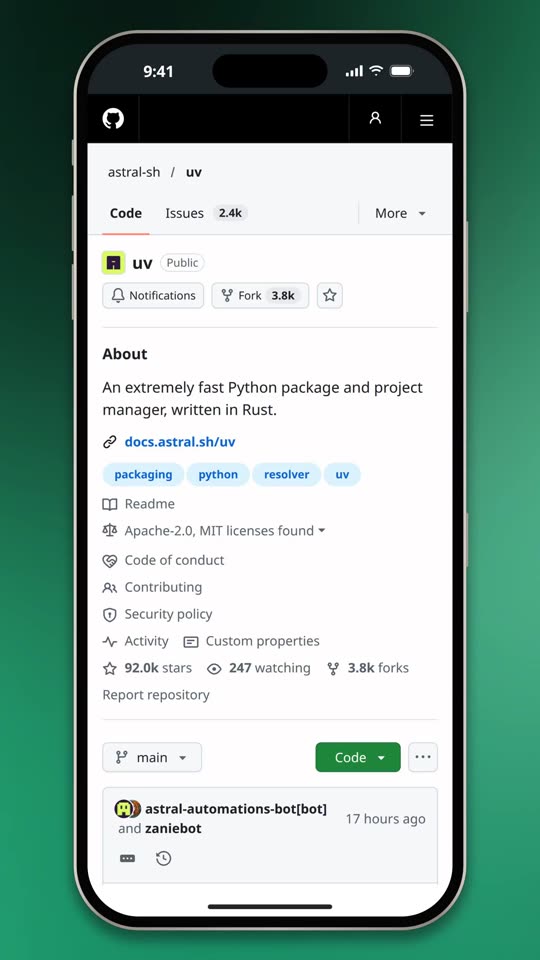 9:41
astral-sh / uv
Code Issues 2.4k More
uv Public
Notifications Fork 3.8k
About
An extremely fast Python package and project
manager, written in Rust.
docs.astral.sh/uv
packaging python resolver uv
Readme
Apache-2.0, MIT licenses found
Code of conduct
Contributing
Security policy
Activity Custom properties
92.0k stars 247 watching 3.8k forks
Report repository
main Code
astral-automations-bot[bot]
and zaniebot 17 hours ago